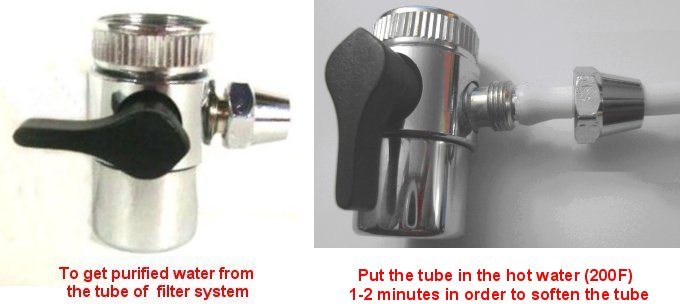 To get purified water from
the tube of filter system
Put the tube in the hot water (200F)
1-2 minutes in order to soften the tube